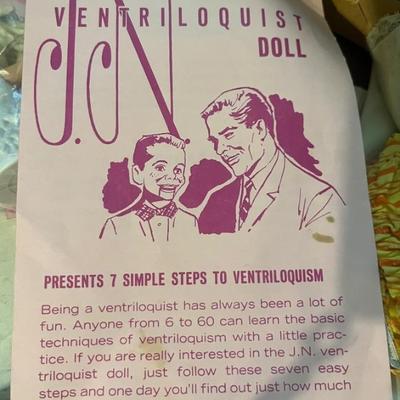 J.N.
VENTRILOQUIST
DOLL
PRESENTS 7 SIMPLE STEPS TO VENTRILOQUISM
Being a ventriloquist has always been a lot of
fun. Anyone from 6 to 60 can learn the basic
techniques of ventriloquism with a little prac-
tice. If you are really interested in the J.N. ven-
triloquist doll, just follow these seven easy
steps and one day you'll find out just how much